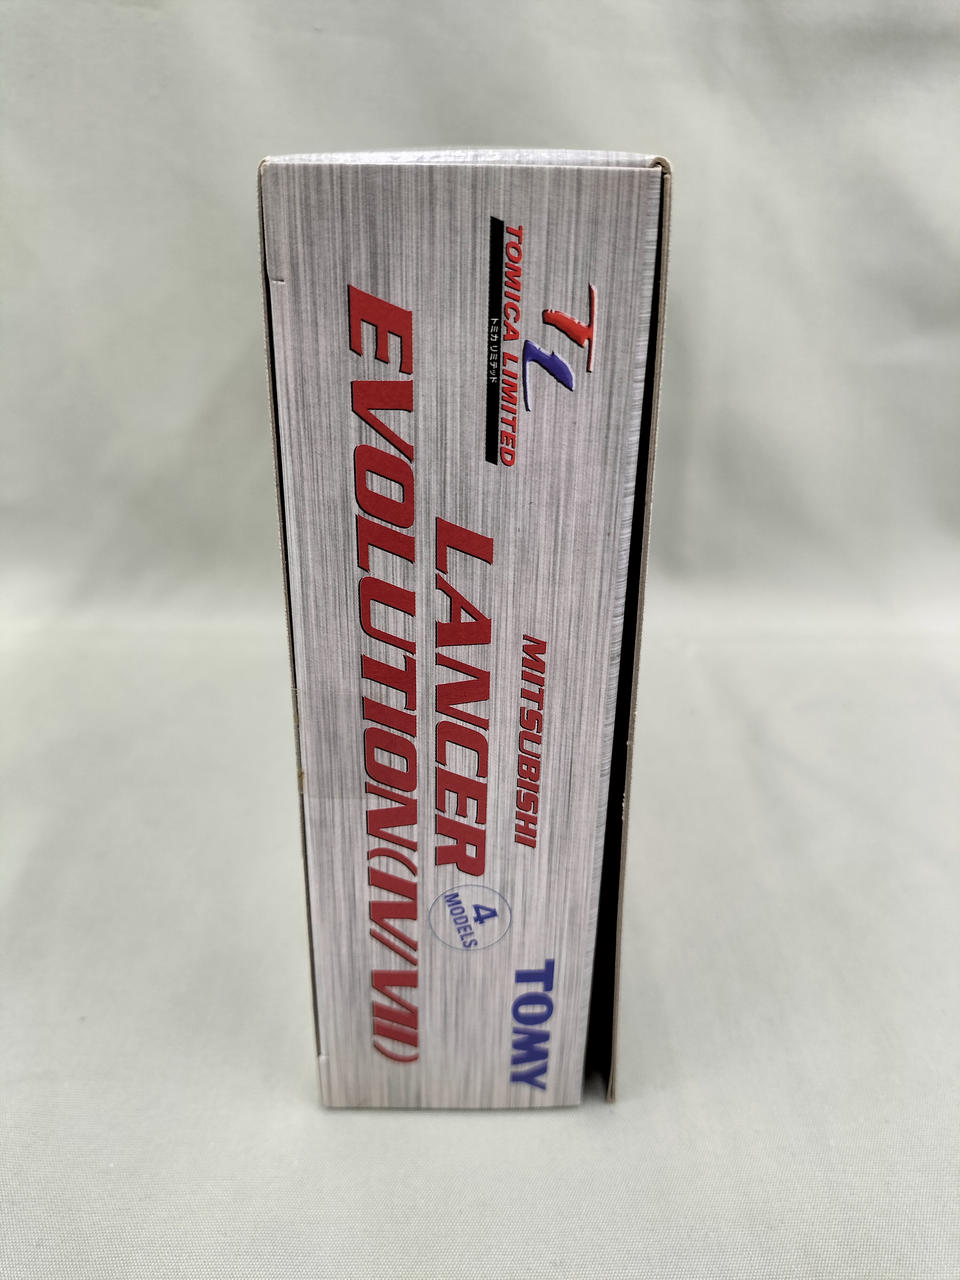 TL
TOMICA LIMITED
トミカ リミテッド
MITSUBISHI
LANCER
EVOLUTION(IV/VII)
4
MODELS
TOMY